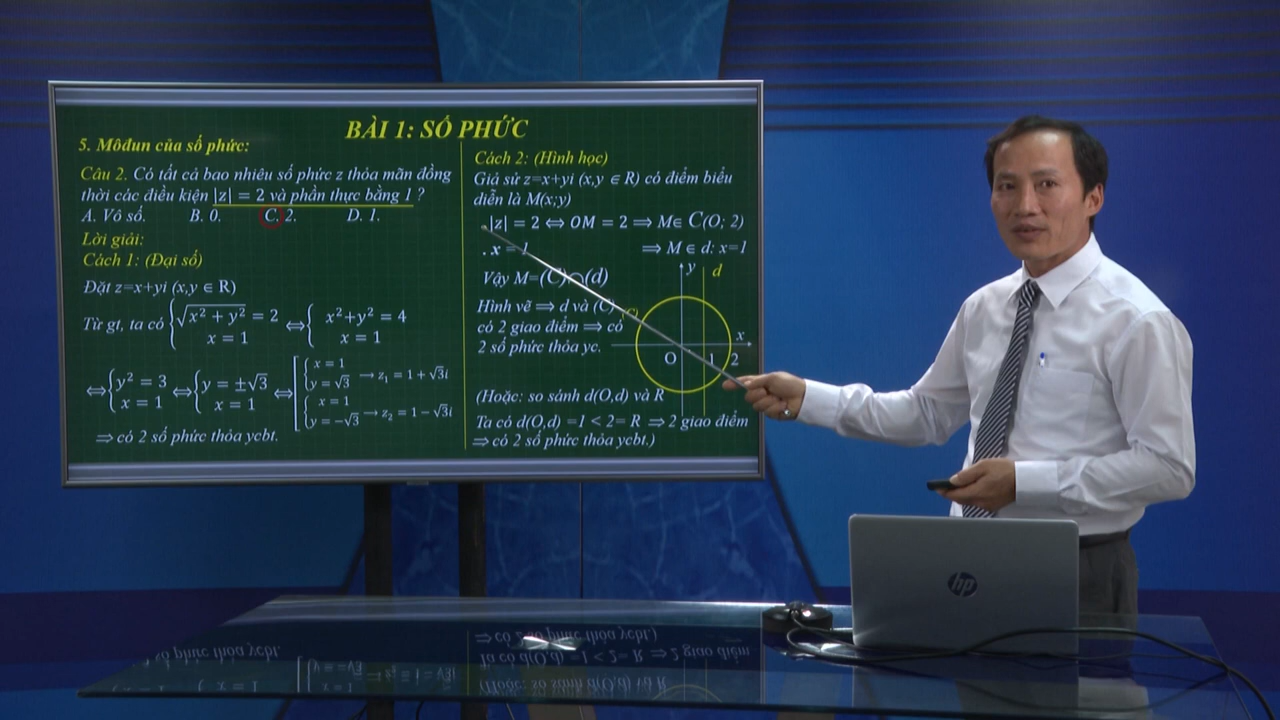 BÀI 1: SỐ PHỨC
5. Môđun của số phức:
Câu 2. Có tất cả bao nhiêu số phức z thỏa mãn đồng
thời các điều kiện |z| = 2 và phần thực bằng 1 ?
A. Vô số. B. 0. C. 2. D. 1.
Lời giải:
Cách 1: (Đại số)
Đặt z=x+yi (x,y ∈ R)
Từ gt, ta có {√(x² + y²) = 2 ⇔ { x²+y² = 4
x = 1 x = 1
⇔ {y² = 3 ⇔ {y = ±√3 ⇔ [ { x = 1
x = 1 x = 1 y = √3 → z₁ = 1 + √3i
{ x = 1
y = −√3 → z₂ = 1 − √3i
⇒ có 2 số phức thỏa ycbt.
Cách 2: (Hình học)
Giả sử z=x+yi (x,y ∈ R) có điểm biểu
diễn là M(x;y)
. |z| = 2 ⇔ OM = 2 ⇒ M∈ C(O; 2)
. x = 1 ⇒ M ∈ d: x=1
Vậy M=(C)∩(d)
Hình vẽ ⇒ d và (C)
có 2 giao điểm ⇒ có
2 số phức thỏa yc.
y d
(C)
x
O 1 2
(Hoặc: so sánh d(O,d) và R
Ta có d(O,d) =1 < 2= R ⇒ 2 giao điểm
⇒ có 2 số phức thỏa ycbt.)
hp